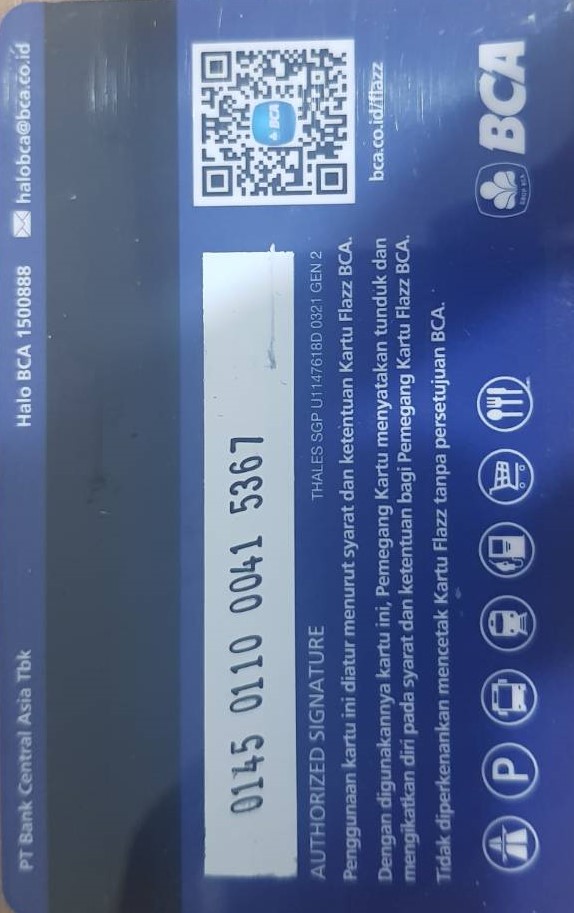 PT Bank Central Asia Tbk Halo BCA 1500888 halobca@bca.co.id
BCA
bca.co.id/flazz
0145 0110 0041 5367
AUTHORIZED SIGNATURE THALES SGP U1147618D 0321 GEN 2
Penggunaan kartu ini diatur menurut syarat dan ketentuan Kartu Flazz BCA.
Dengan digunakannya kartu ini, Pemegang Kartu menyatakan tunduk dan
mengikatkan diri pada syarat dan ketentuan bagi Pemegang Kartu Flazz BCA.
Tidak diperkenankan mencetak Kartu Flazz tanpa persetujuan BCA.
P
BCA